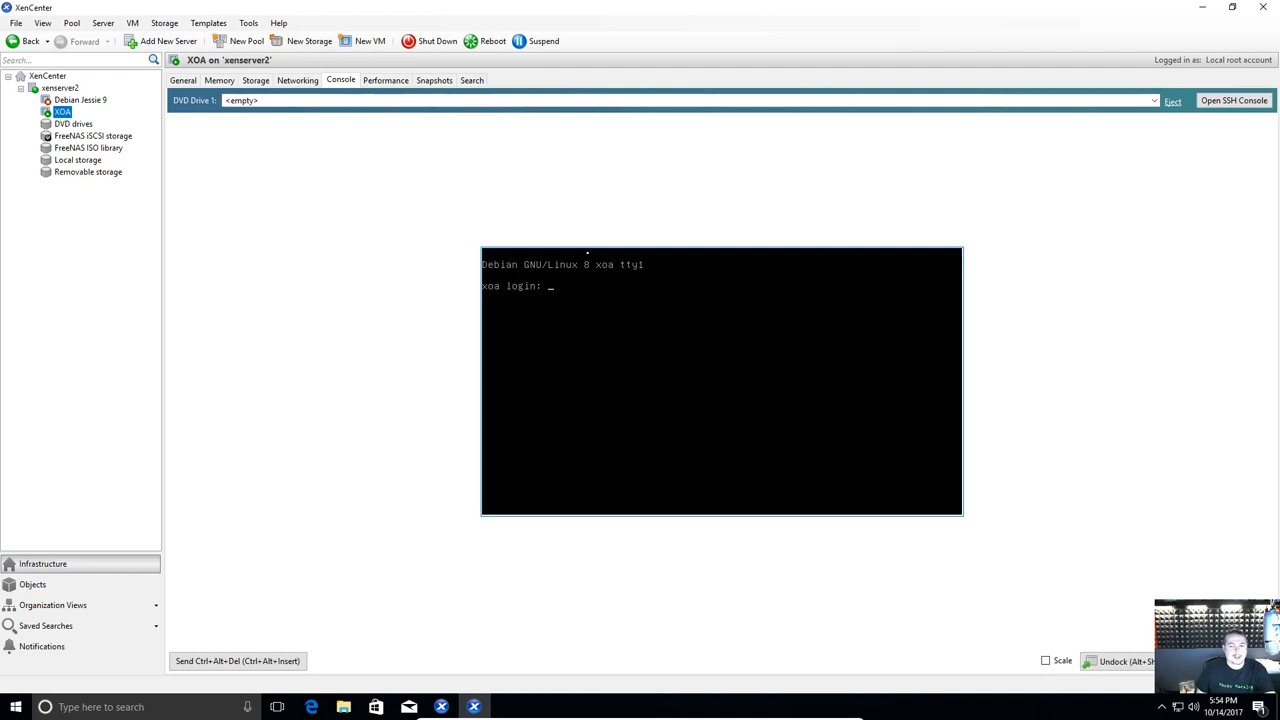 XenCenter
File View Pool Server VM Storage Templates Tools Help
Back Forward Add New Server New Pool New Storage New VM Shut Down Reboot Suspend
Search...
XOA on 'xenserver2'
Logged in as: Local root account
XenCenter
xenserver2
Debian Jessie 9
XOA
DVD drives
FreeNAS iSCSI storage
FreeNAS ISO library
Local storage
Removable storage
General Memory Storage Networking Console Performance Snapshots Search
DVD Drive 1: <empty> Eject Open SSH Console
Debian GNU/Linux 8 xoa tty1
xoa login: _
Infrastructure
Objects
Organization Views
Saved Searches
Notifications
Send Ctrl+Alt+Del (Ctrl+Alt+Insert)
Scale
Undock (Alt+Sh
Type here to search
5:54 PM
10/14/2017